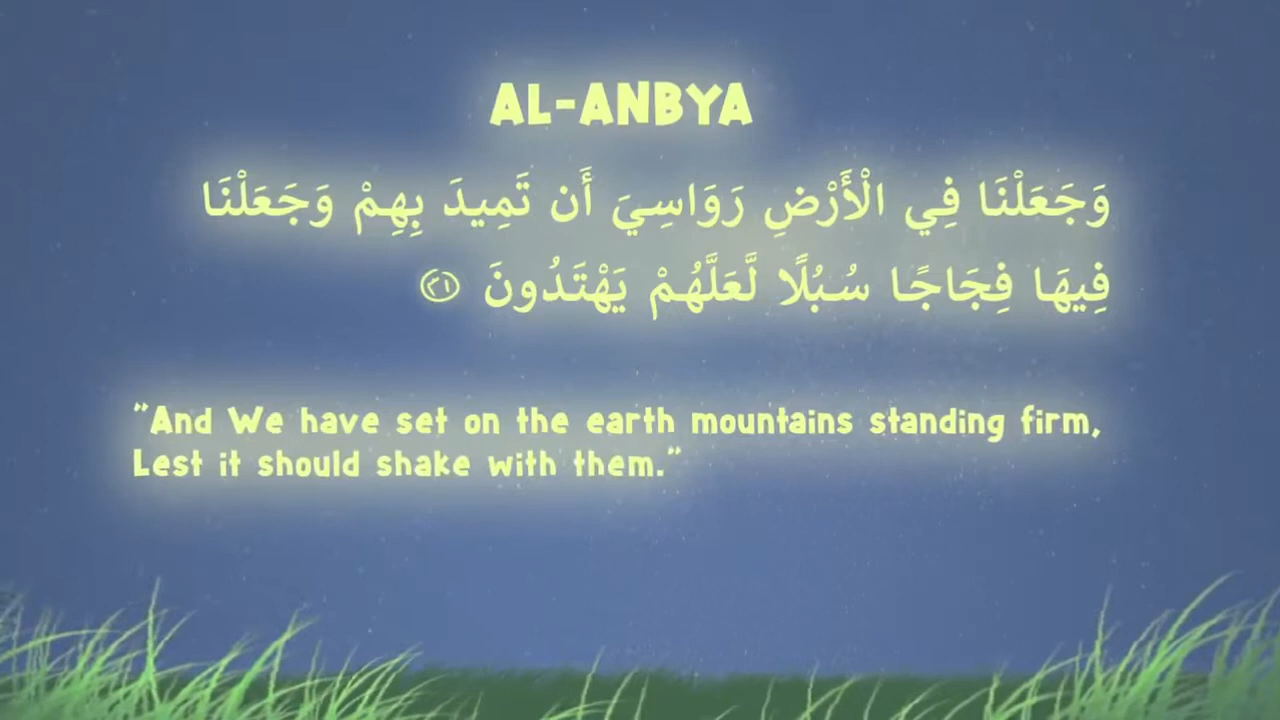 AL-ANBYA
وَجَعَلْنَا فِي الْأَرْضِ رَوَاسِيَ أَن تَمِيدَ بِهِمْ وَجَعَلْنَا
فِيهَا فِجَاجًا سُبُلًا لَّعَلَّهُمْ يَهْتَدُونَ ٣١
"And We have set on the earth mountains standing firm,
Lest it should shake with them."